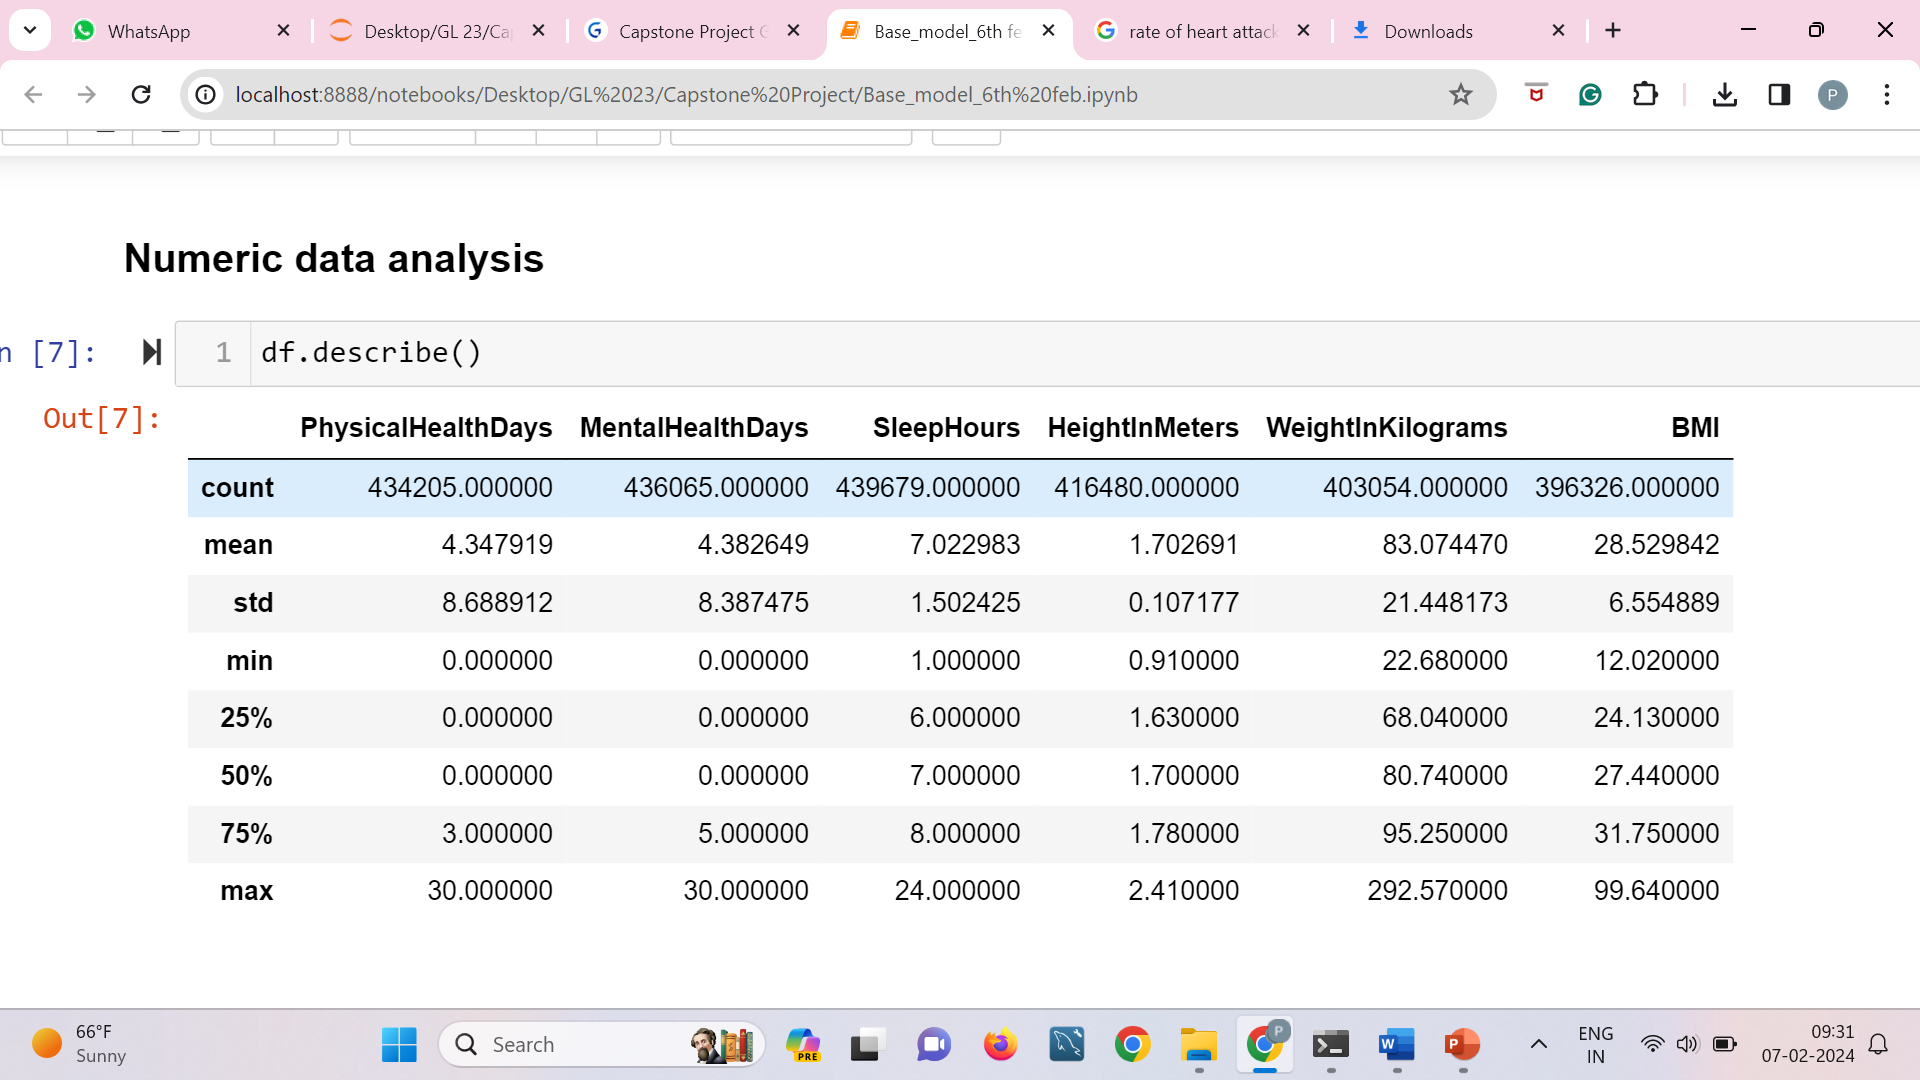 WhatsApp
Desktop/GL 23/Ca
Capstone Project G
Base_model_6th fe
rate of heart attack
Downloads
localhost:8888/notebooks/Desktop/GL%2023/Capstone%20Project/Base_model_6th%20feb.ipynb
P
Numeric data analysis
n [7]:
1 df.describe()
Out[7]:
PhysicalHealthDays MentalHealthDays SleepHours HeightInMeters WeightInKilograms BMI
count 434205.000000 436065.000000 439679.000000 416480.000000 403054.000000 396326.000000
mean 4.347919 4.382649 7.022983 1.702691 83.074470 28.529842
std 8.688912 8.387475 1.502425 0.107177 21.448173 6.554889
min 0.000000 0.000000 1.000000 0.910000 22.680000 12.020000
25% 0.000000 0.000000 6.000000 1.630000 68.040000 24.130000
50% 0.000000 0.000000 7.000000 1.700000 80.740000 27.440000
75% 3.000000 5.000000 8.000000 1.780000 95.250000 31.750000
max 30.000000 30.000000 24.000000 2.410000 292.570000 99.640000
66°F
Sunny
Search
PRE
P
ENG
IN
09:31
07-02-2024